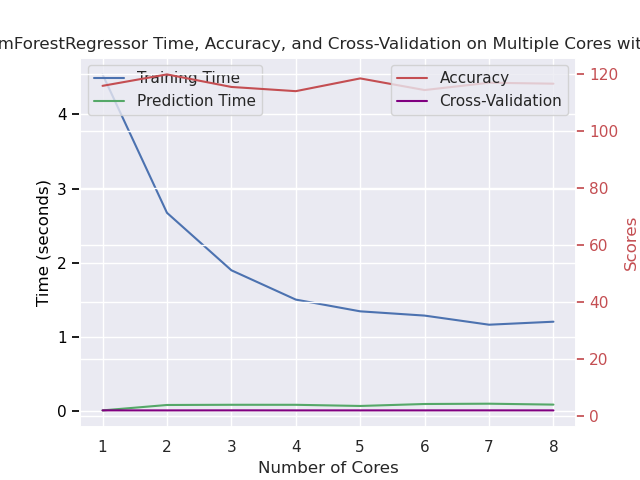 mForestRegressor Time, Accuracy, and Cross-Validation on Multiple Cores wit
Training Time
Prediction Time
Accuracy
Cross-Validation
Time (seconds)
4
3
2
1
0
120
100
80
60
40
20
0
Scores
1 2 3 4 5 6 7 8
Number of Cores